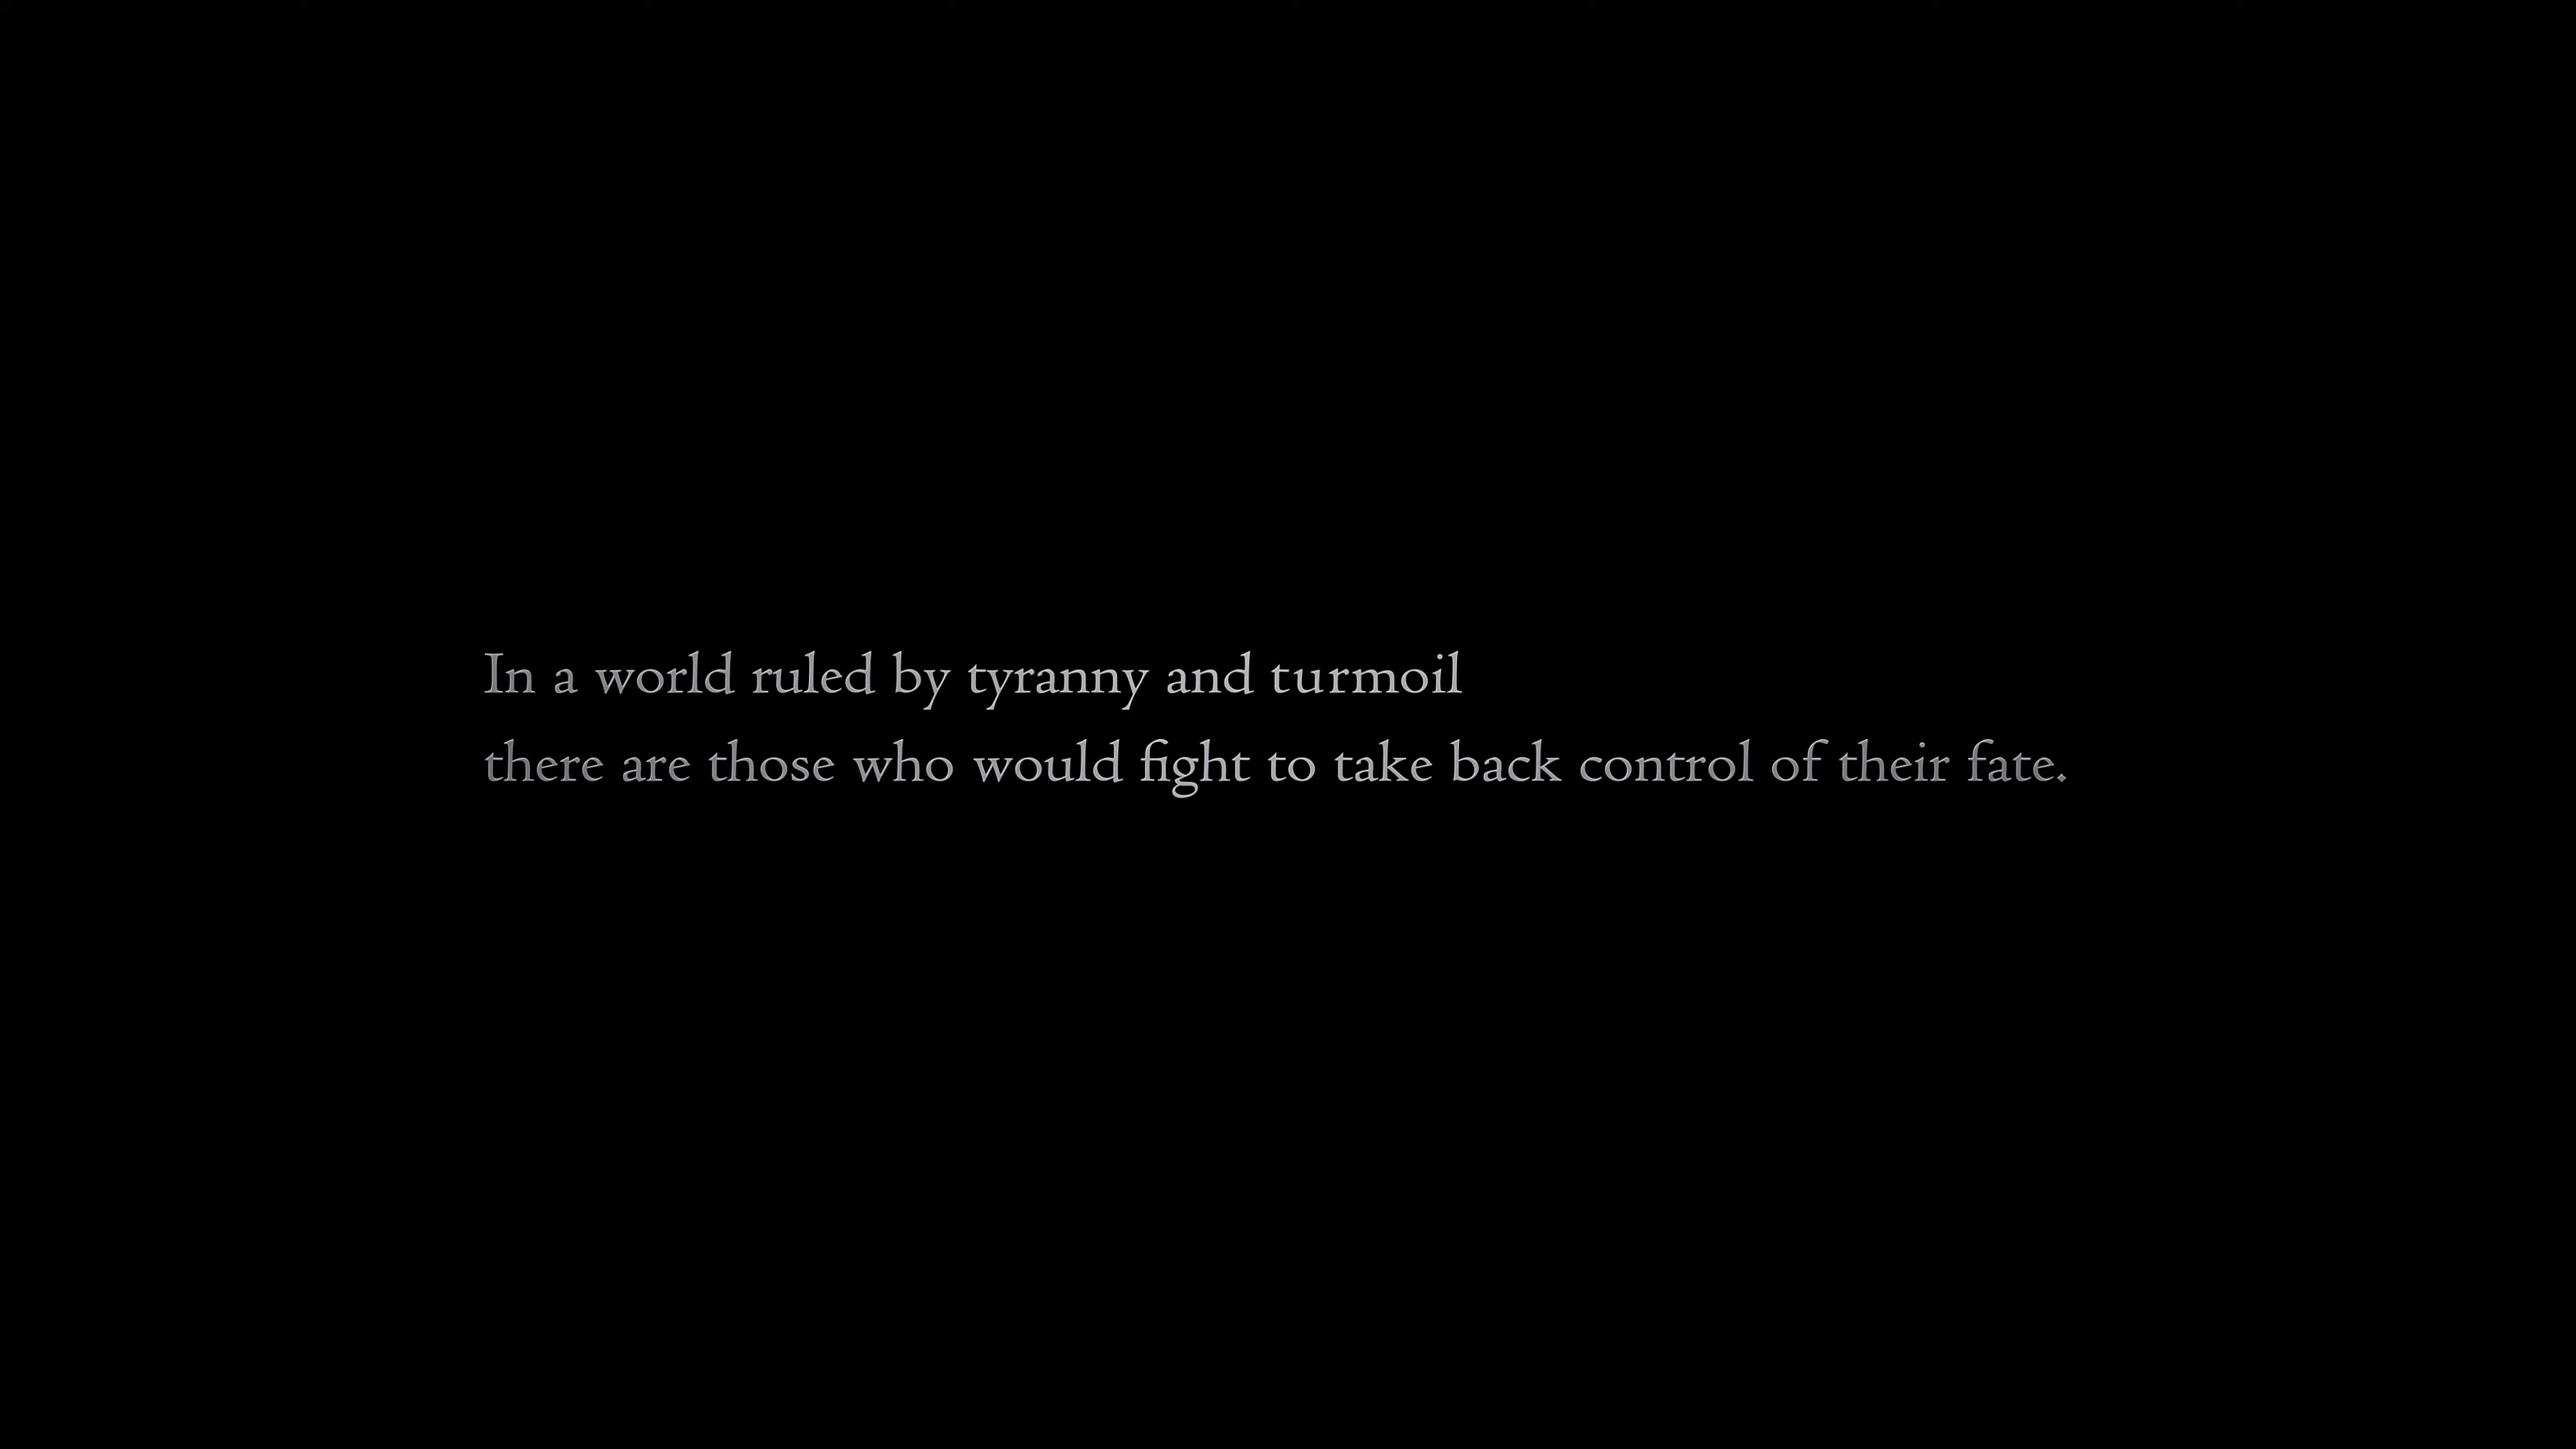 In a world ruled by tyranny and turmoil
there are those who would fight to take back control of their fate.